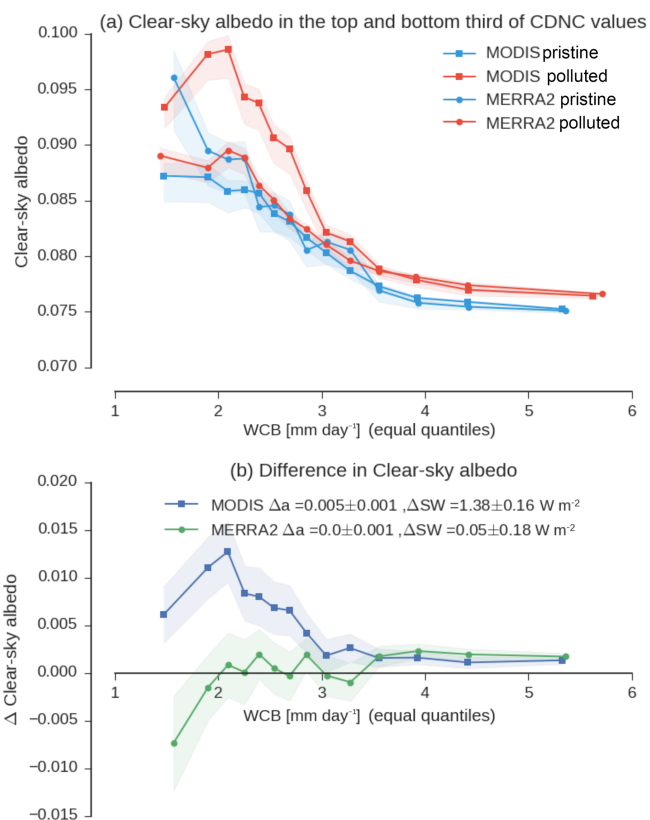 (a) Clear-sky albedo in the top and bottom third of CDNC values
0.100
0.095
0.090
0.085
0.080
0.075
0.070
Clear-sky albedo
MODIS pristine
MODIS polluted
MERRA2 pristine
MERRA2 polluted
1 2 3 4 5 6
WCB [mm day⁻¹] (equal quantiles)
(b) Difference in Clear-sky albedo
0.020
0.015
0.010
0.005
0.000
−0.005
−0.010
−0.015
Δ Clear-sky albedo
MODIS Δa =0.005±0.001 ,ΔSW =1.38±0.16 W m⁻²
MERRA2 Δa =0.0±0.001 ,ΔSW =0.05±0.18 W m⁻²
1 2 3 4 5 6
WCB [mm day⁻¹] (equal quantiles)